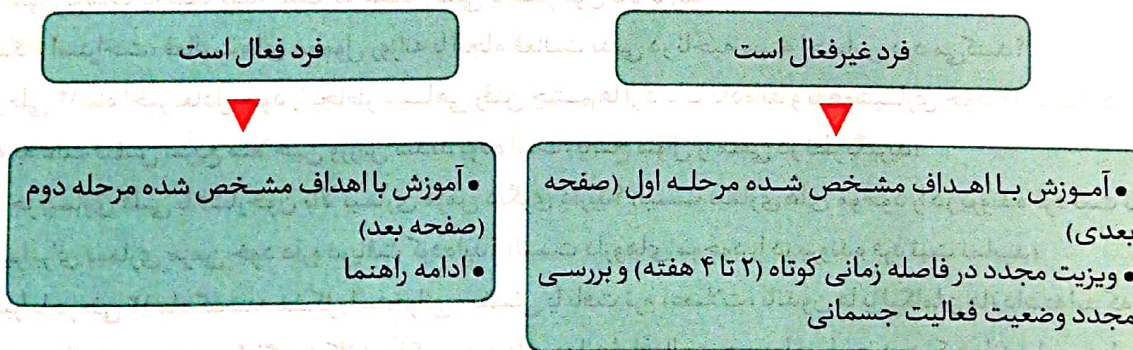 فرد غیرفعال است
• آموزش با اهداف مشخص شده مرحله اول (صفحه
بعدی)
• ویزیت مجدد در فاصله زمانی کوتاه (۲ تا ۴ هفته) و بررسی
مجدد وضعیت فعالیت جسمانی
فرد فعال است
• آموزش با اهداف مشخص شده مرحله دوم
(صفحه بعد)
• ادامه راهنما